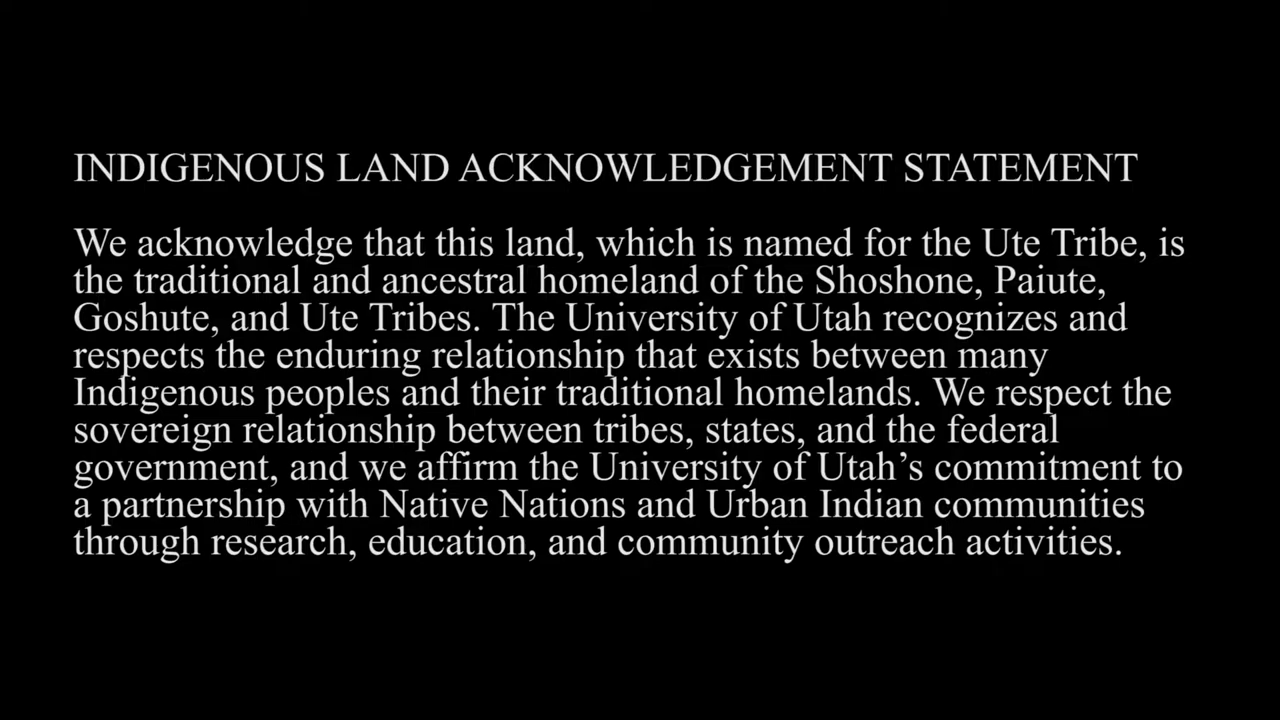 INDIGENOUS LAND ACKNOWLEDGEMENT STATEMENT
We acknowledge that this land, which is named for the Ute Tribe, is
the traditional and ancestral homeland of the Shoshone, Paiute,
Goshute, and Ute Tribes. The University of Utah recognizes and
respects the enduring relationship that exists between many
Indigenous peoples and their traditional homelands. We respect the
sovereign relationship between tribes, states, and the federal
government, and we affirm the University of Utah’s commitment to
a partnership with Native Nations and Urban Indian communities
through research, education, and community outreach activities.